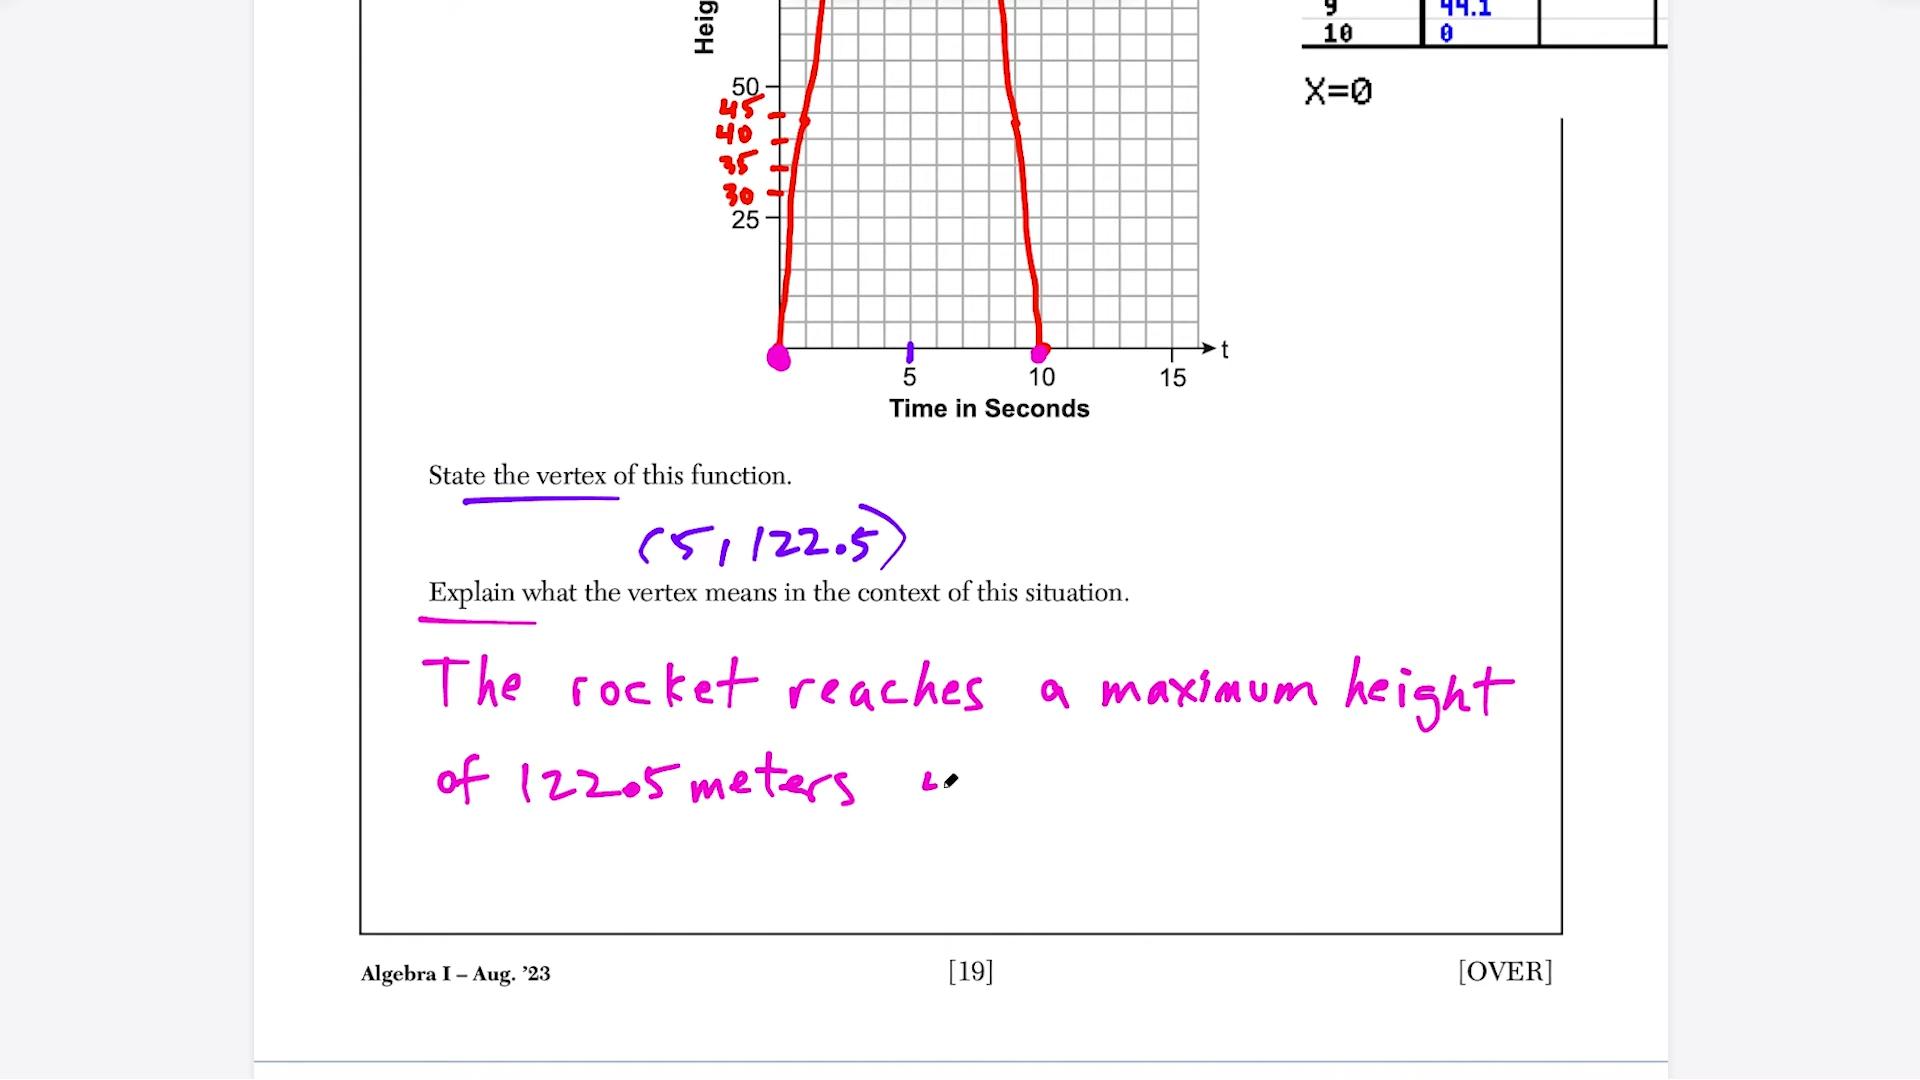 Heig
9 44.1
10 0
X=0
50
45
40
35
30
25
t
5 10 15
Time in Seconds
State the vertex of this function.
(5, 122.5)
Explain what the vertex means in the context of this situation.
The rocket reaches a maximum height
of 122.5 meters
Algebra I – Aug. ’23 [19] [OVER]